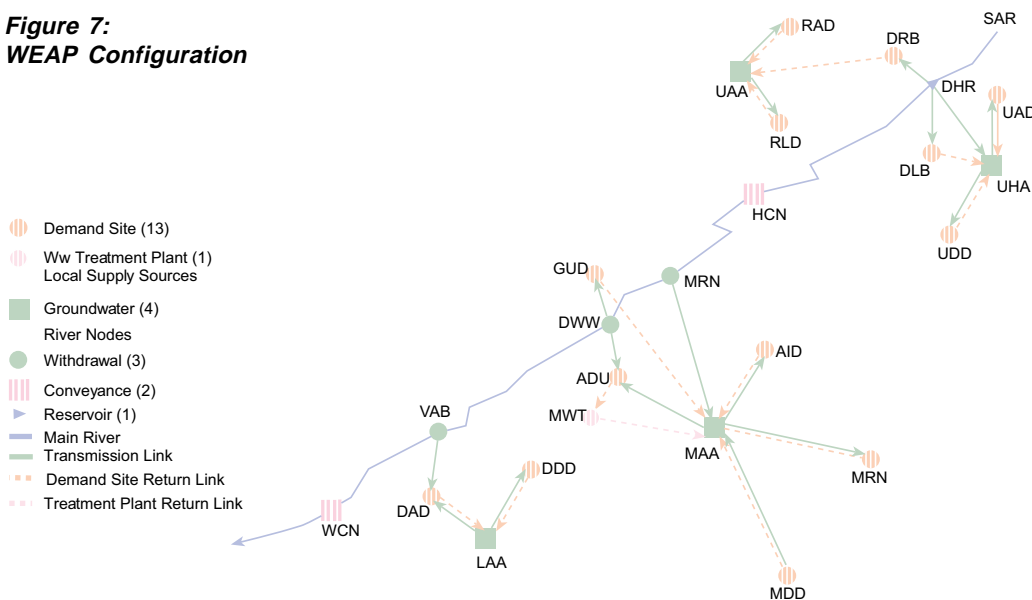 Figure 7:
WEAP Configuration
SAR
RAD
DRB
UAA
DHR
UAD
RLD
DLB
UHA
HCN
UDD
Demand Site (13)
Ww Treatment Plant (1)
Local Supply Sources
Groundwater (4)
River Nodes
Withdrawal (3)
Conveyance (2)
Reservoir (1)
Main River
Transmission Link
Demand Site Return Link
Treatment Plant Return Link
GUD
MRN
DWW
AID
ADU
MWT
VAB
MAA
DDD
MRN
DAD
WCN
LAA
MDD